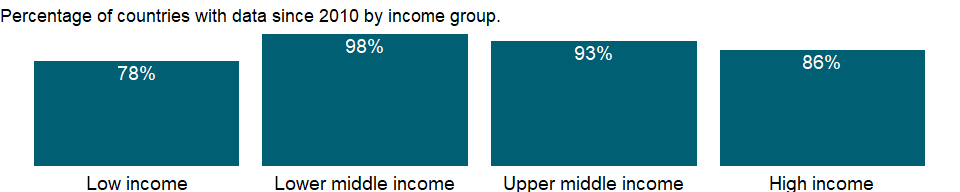 Percentage of countries with data since 2010 by income group.
78%
98%
93%
86%
Low income
Lower middle income
Upper middle income
High income